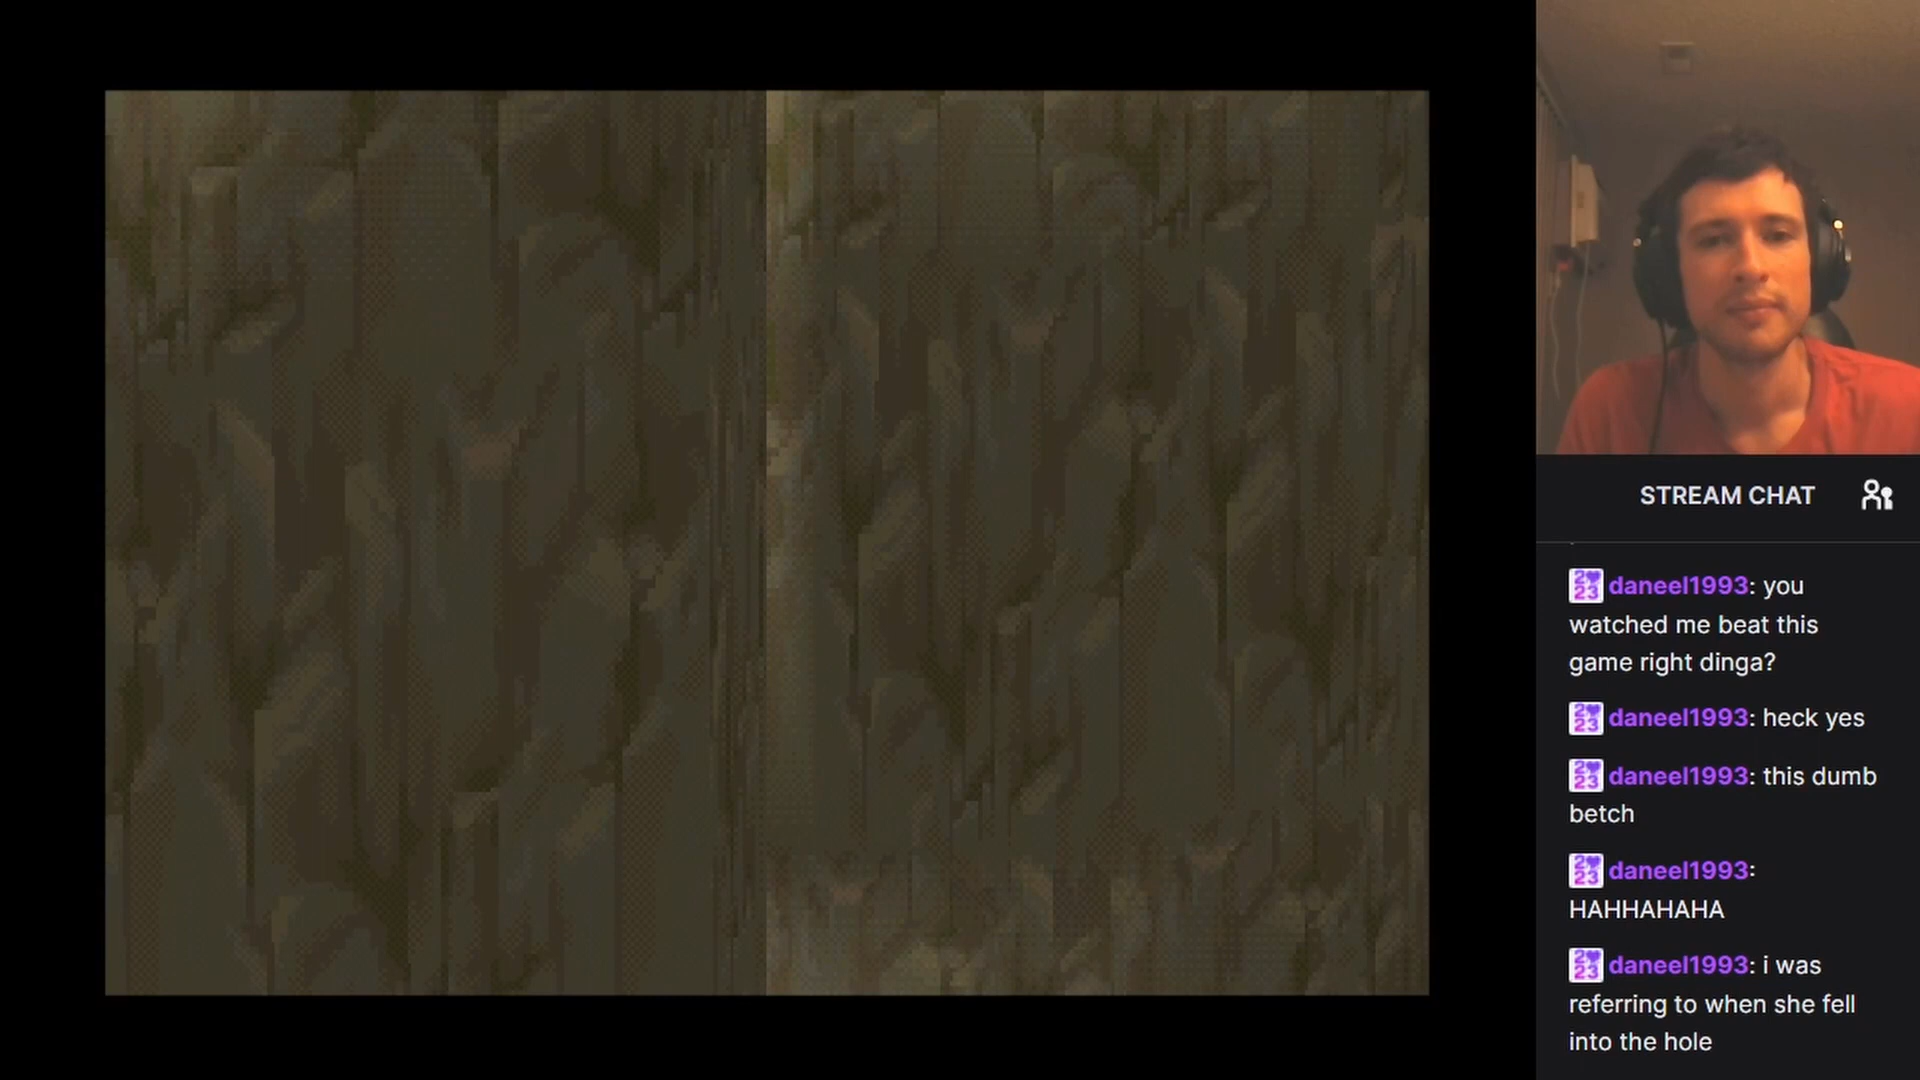 STREAM CHAT
daneel1993: you
watched me beat this
game right dinga?
daneel1993: heck yes
daneel1993: this dumb
betch
daneel1993:
HAHHAHAHA
daneel1993: i was
referring to when she fell
into the hole